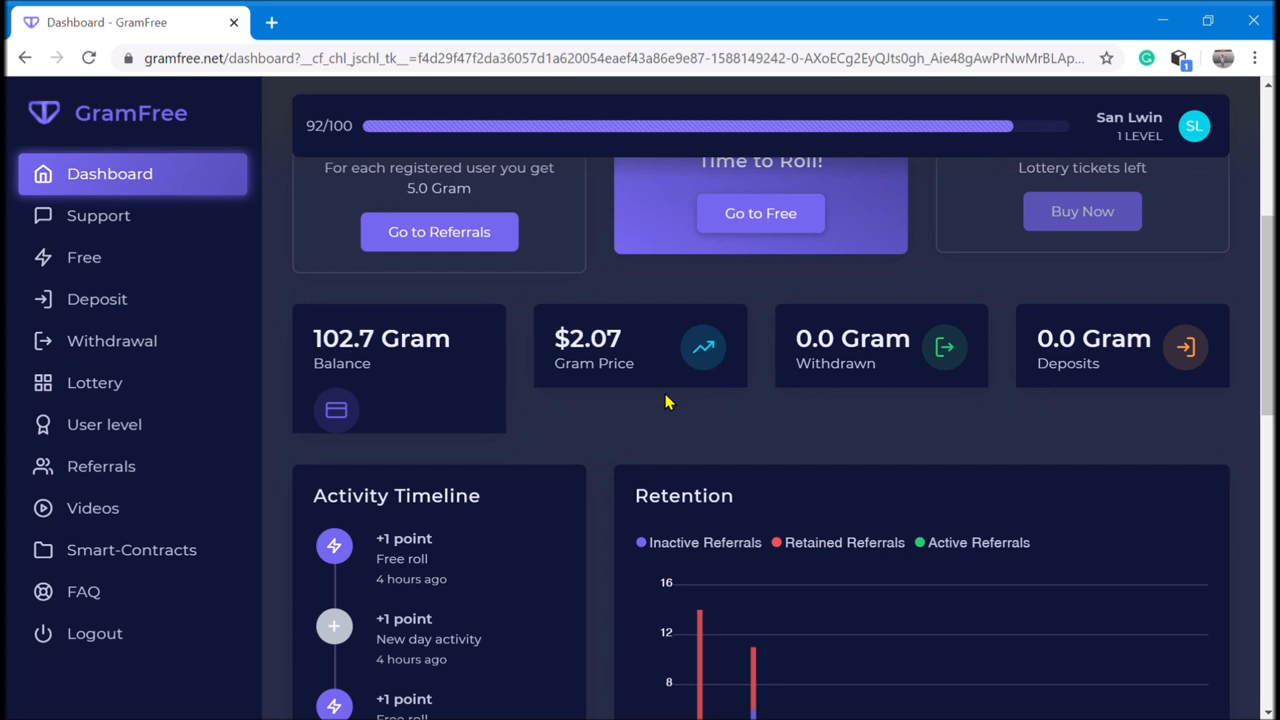 Dashboard - GramFree
gramfree.net/dashboard?__cf_chl_jschl_tk__=f4d29f47f2da36057d1a620054eaef43a86e9e87-1588149242-0-AXoECg2EyQJts0gh_Aie48gAwPrNwMrBLAp...
1
GramFree
Dashboard
Support
Free
Deposit
Withdrawal
Lottery
User level
Referrals
Videos
Smart-Contracts
FAQ
Logout
92/100
San Lwin
1 LEVEL
SL
For each registered user you get
5.0 Gram
Go to Referrals
Time to Roll!
Go to Free
Lottery tickets left
Buy Now
102.7 Gram
Balance
$2.07
Gram Price
0.0 Gram
Withdrawn
0.0 Gram
Deposits
Activity Timeline
+1 point
Free roll
4 hours ago
+1 point
New day activity
4 hours ago
+1 point
Free roll
Retention
Inactive Referrals
Retained Referrals
Active Referrals
16
12
8